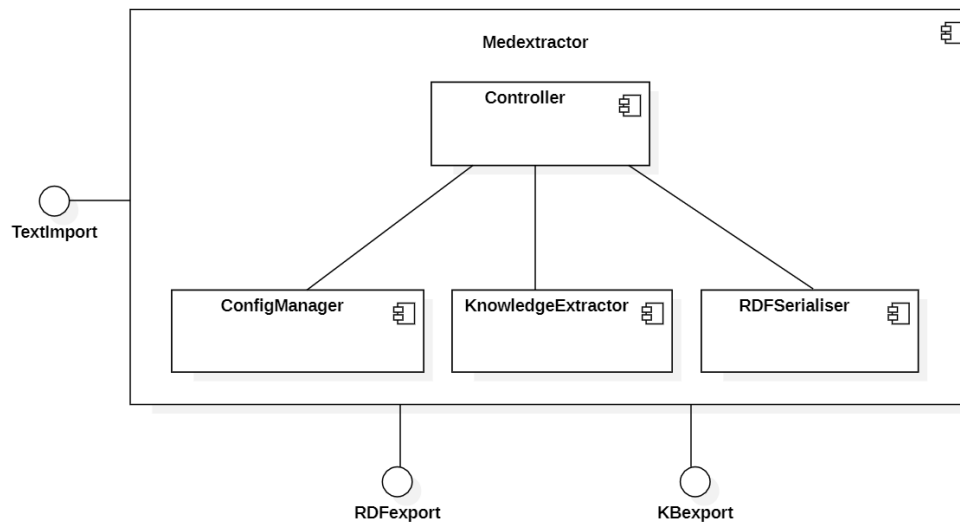 Medextractor
Controller
TextImport
ConfigManager
KnowledgeExtractor
RDFSerialiser
RDFexport
KBexport